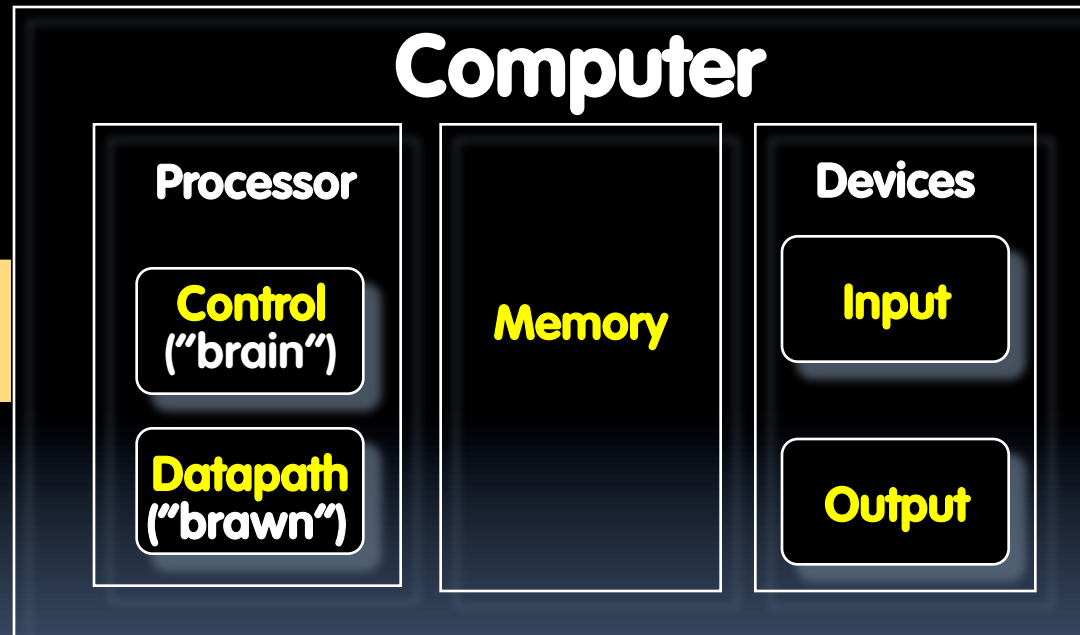 Computer
Processor
Control
("brain")
Datapath
("brawn")
Memory
Devices
Input
Output